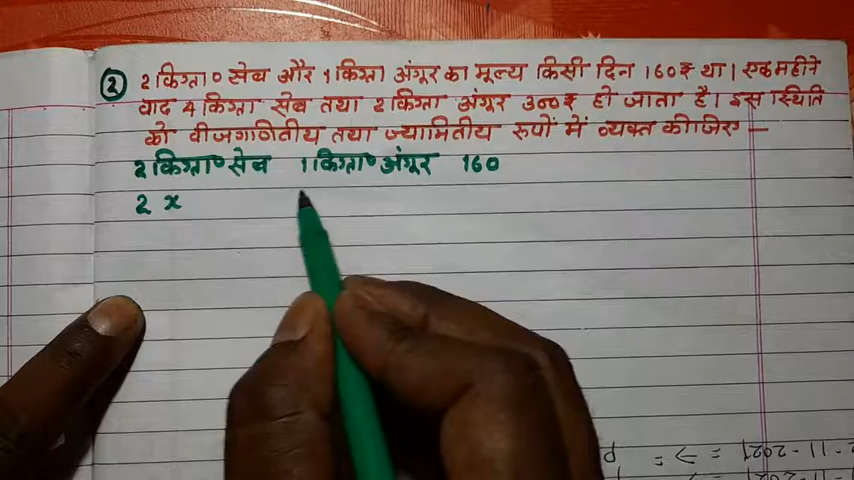 ② 2 किग्रा० सेब और 1 किग्रा अंगूर का मूल्य किसी दिन 160₹ था। एक महीने
बाद 4 किग्रा सेब तथा 2 किग्रा अंगूर 300₹ हो जाता है। इस स्थिति
को बीजगणितीय तथा ज्यामितीय रूपों में व्यक्त कीजिए —
2 किग्रा० सेब 1 किग्रा० अंगूर 160
2 x